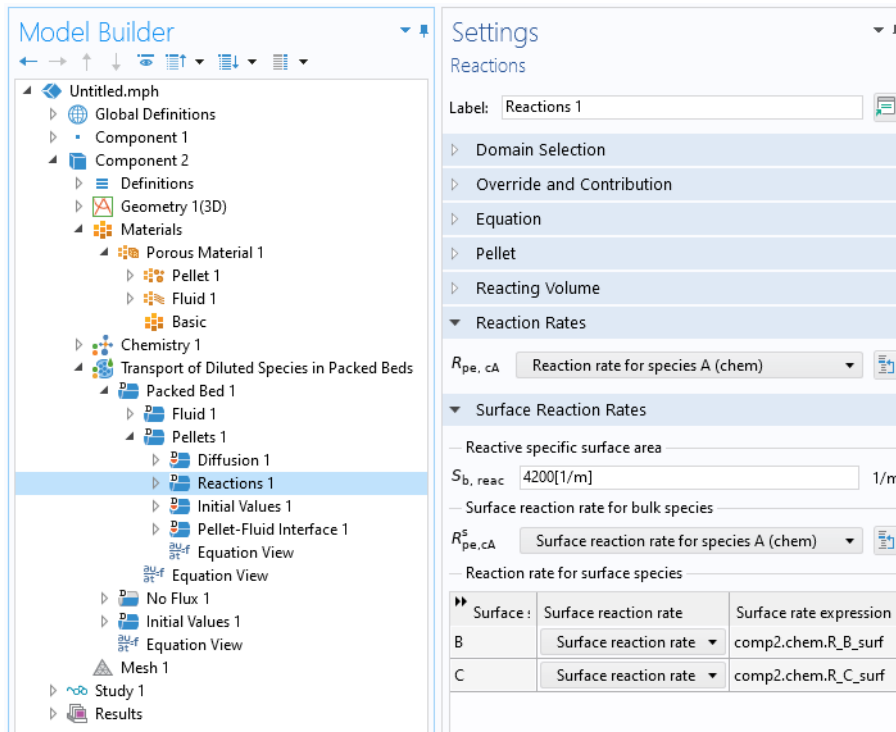 Model Builder
Untitled.mph
Global Definitions
Component 1
Component 2
Definitions
Geometry 1(3D)
Materials
Porous Material 1
Pellet 1
Fluid 1
Basic
Chemistry 1
Transport of Diluted Species in Packed Beds
Packed Bed 1
Fluid 1
Pellets 1
Diffusion 1
Reactions 1
Initial Values 1
Pellet-Fluid Interface 1
Equation View
Equation View
No Flux 1
Initial Values 1
Equation View
Mesh 1
Study 1
Results
Settings
Reactions
Label: Reactions 1
Domain Selection
Override and Contribution
Equation
Pellet
Reacting Volume
Reaction Rates
Rpe, cA Reaction rate for species A (chem)
Surface Reaction Rates
Reactive specific surface area
Sb, reac 4200[1/m] 1/m
Surface reaction rate for bulk species
R^s pe,cA Surface reaction rate for species A (chem)
Reaction rate for surface species
Surface Surface reaction rate Surface rate expression
B Surface reaction rate comp2.chem.R_B_surf
C Surface reaction rate comp2.chem.R_C_surf